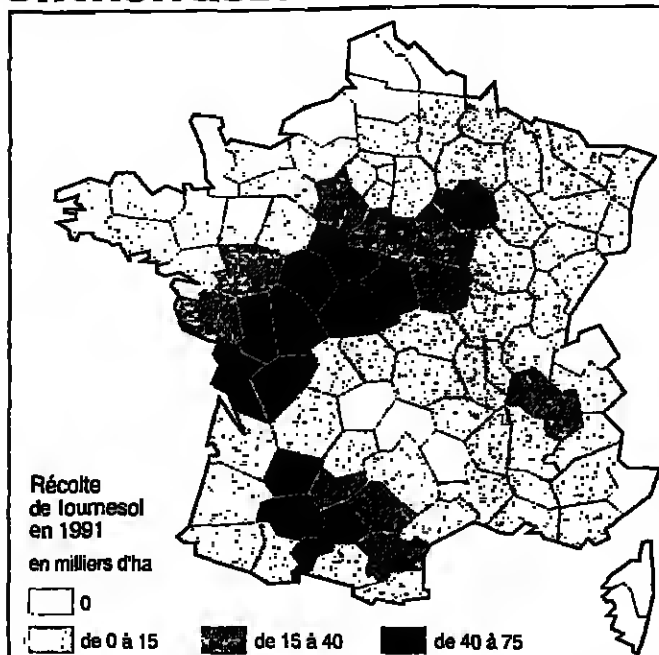 Récolte
de tournesol
en 1991
en milliers d'ha
0
de 0 à 15 de 15 à 40 de 40 à 75